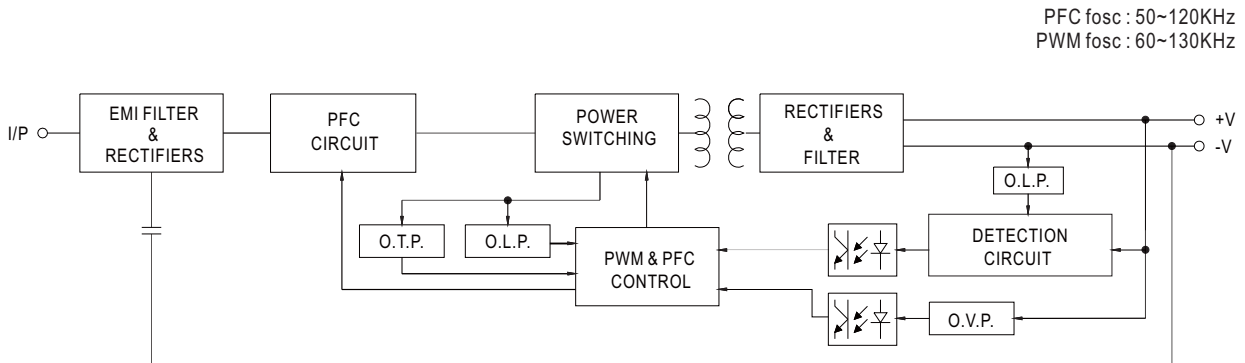 PFC fosc : 50~120KHz
PWM fosc : 60~130KHz
I/P
EMI FILTER
&
RECTIFIERS
PFC
CIRCUIT
POWER
SWITCHING
RECTIFIERS
&
FILTER
+V
-V
O.L.P.
O.T.P.
O.L.P.
PWM & PFC
CONTROL
DETECTION
CIRCUIT
O.V.P.